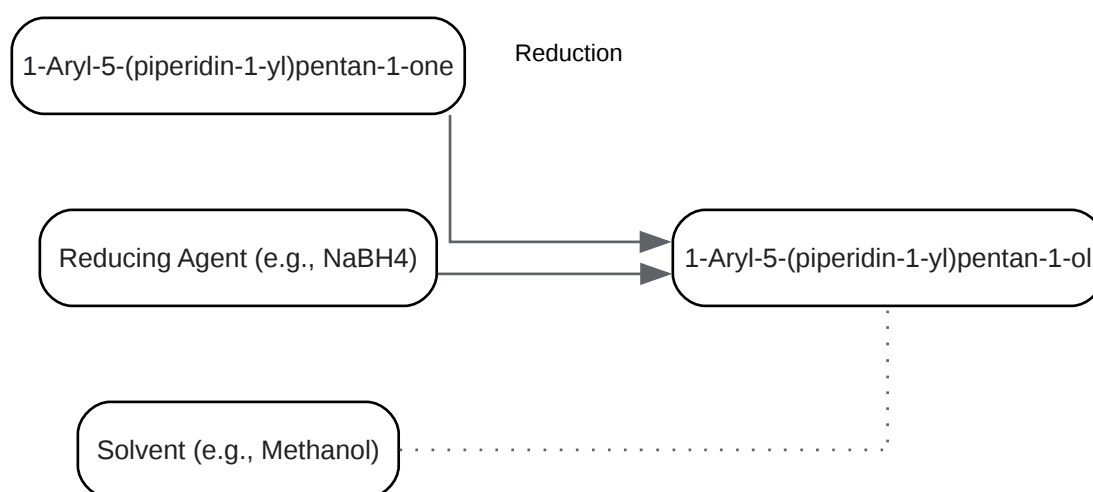 1-Aryl-5-(piperidin-1-yl)pentan-1-one
Reduction
Reducing Agent (e.g., NaBH4)
1-Aryl-5-(piperidin-1-yl)pentan-1-ol
Solvent (e.g., Methanol)